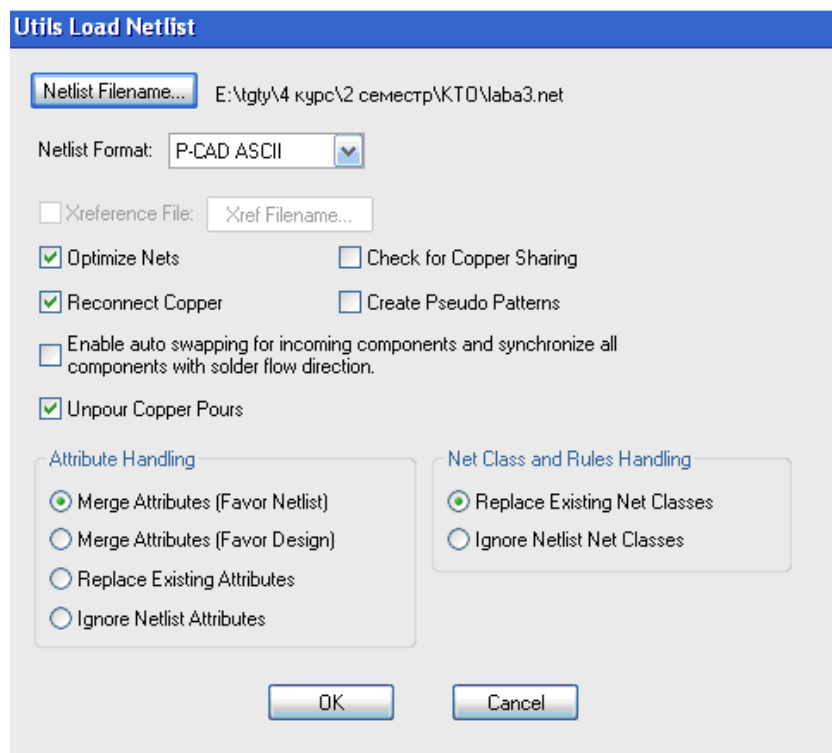 Utils Load Netlist
Netlist Filename... E:\tgty\4 курс\2 семестр\KTO\laba3.net
Netlist Format: P-CAD ASCII
Xreference File: Xref Filename...
Optimize Nets Check for Copper Sharing
Reconnect Copper Create Pseudo Patterns
Enable auto swapping for incoming components and synchronize all
components with solder flow direction.
Unpour Copper Pours
Attribute Handling Net Class and Rules Handling
Merge Attributes (Favor Netlist) Replace Existing Net Classes
Merge Attributes (Favor Design) Ignore Netlist Net Classes
Replace Existing Attributes
Ignore Netlist Attributes
OK Cancel